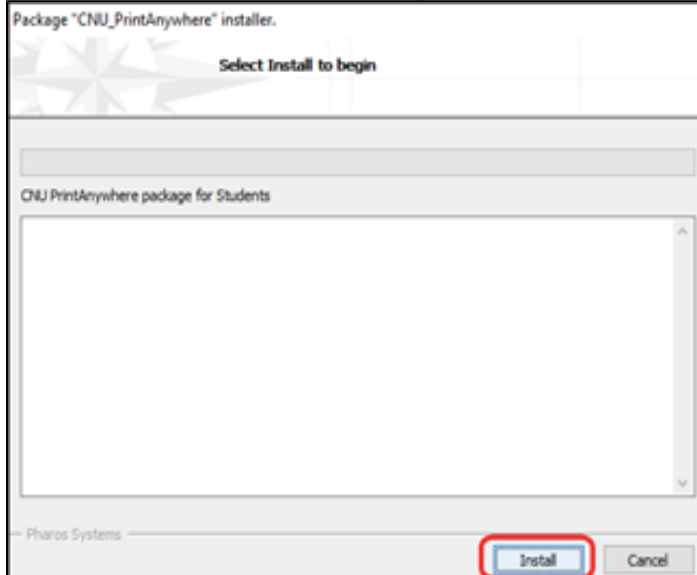 Package "CNU_PrintAnywhere" installer.
Select Install to begin
CNU PrintAnywhere package for Students
Pharos Systems
Install
Cancel